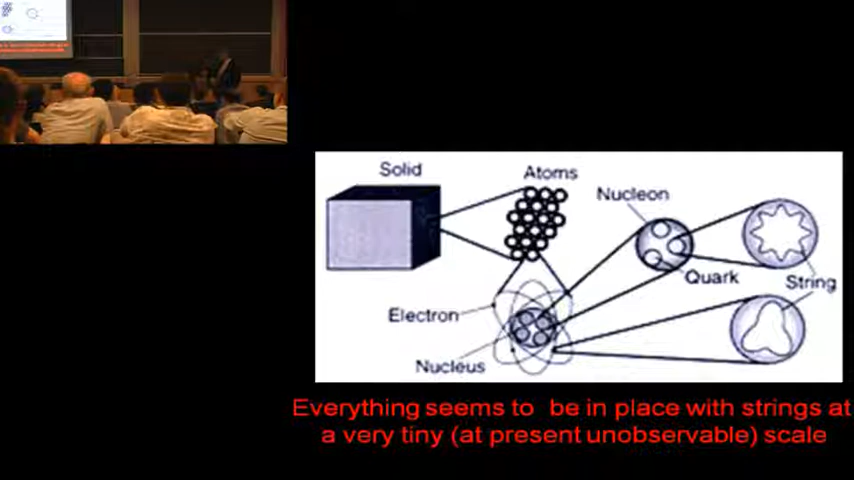 Solid
Atoms
Nucleon
Quark
String
Electron
Nucleus
Everything seems to be in place with strings at
a very tiny (at present unobservable) scale